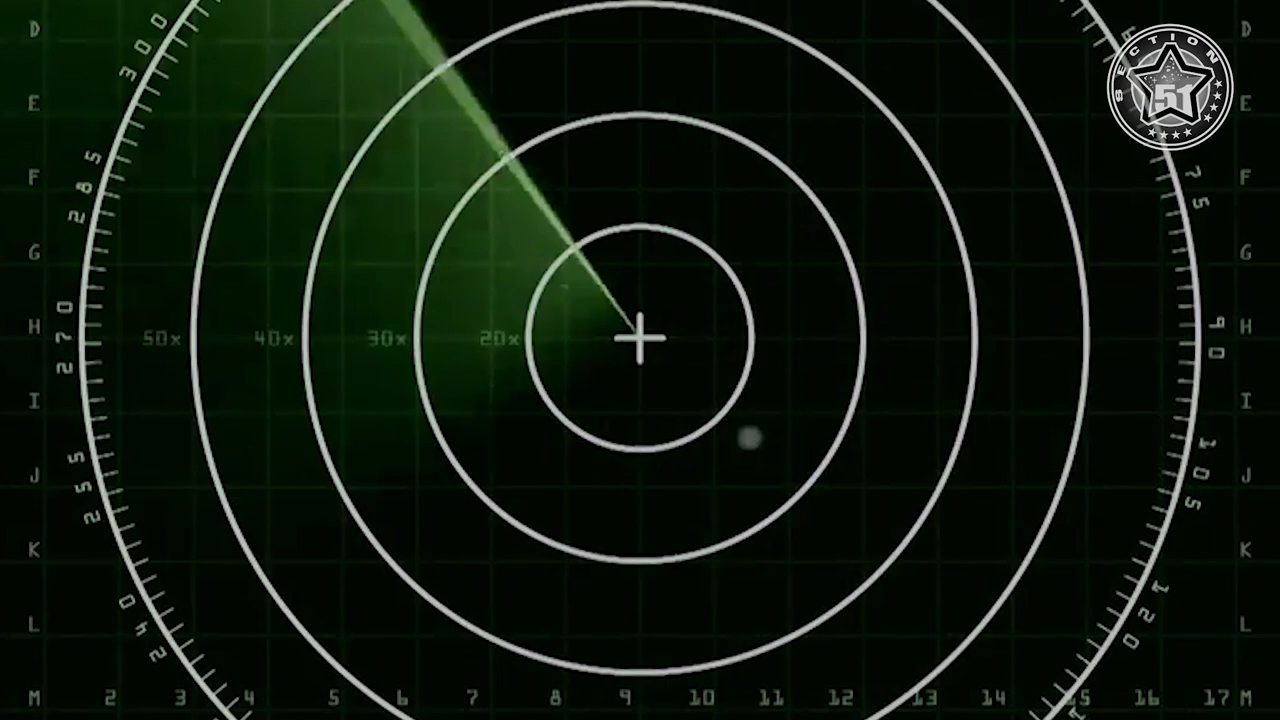 D D
300
SECTION
51
E E
285
F F
75
G G
270
H 50x 40x 30x 20x H
90
I I
255
105
J J
K K
240
120
L L
M 2 3 4 5 6 7 8 9 10 11 12 13 14 15 16 17 M